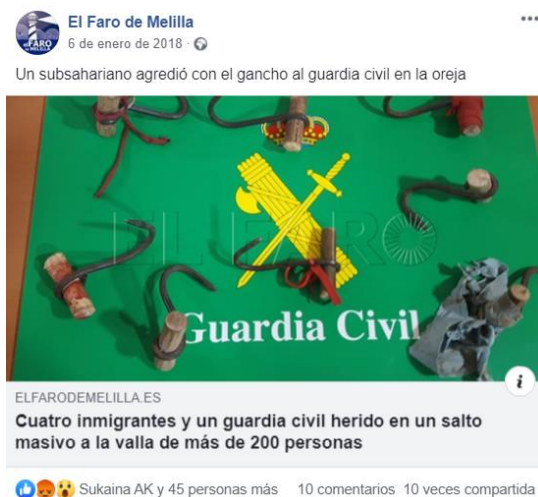 El Faro de Melilla
6 de enero de 2018
Un subsahariano agredió con el gancho al guardia civil en la oreja
EL FARO
Guardia Civil
i
ELFARODEMELILLA.ES
Cuatro inmigrantes y un guardia civil herido en un salto
masivo a la valla de más de 200 personas
Sukaina AK y 45 personas más 10 comentarios 10 veces compartida